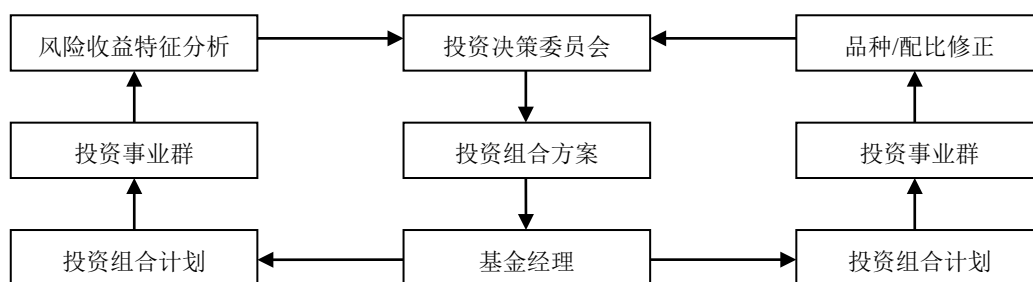 风险收益特征分析
投资决策委员会
品种/配比修正
投资事业群
投资组合方案
投资事业群
投资组合计划
基金经理
投资组合计划